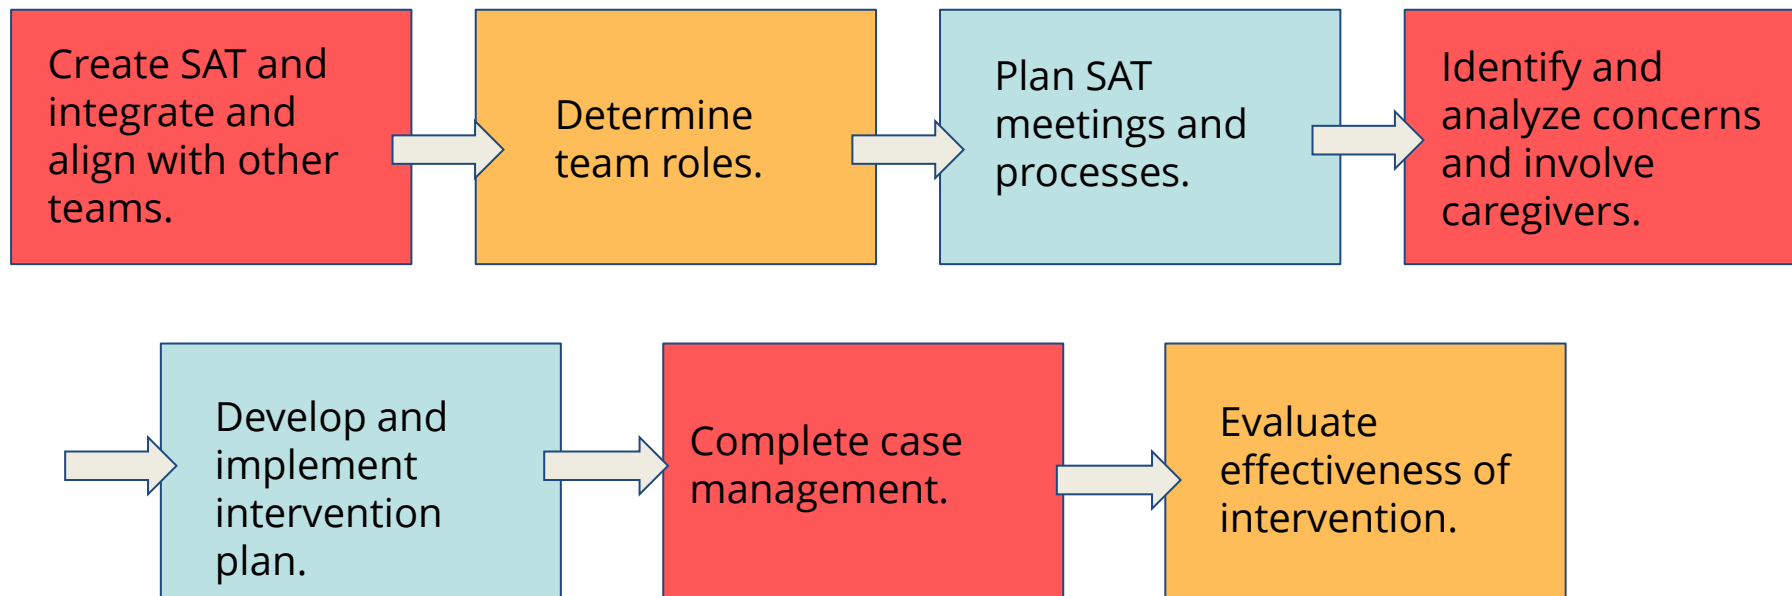 Create SAT and
integrate and
align with other
teams.
Determine
team roles.
Plan SAT
meetings and
processes.
Identify and
analyze concerns
and involve
caregivers.
Develop and
implement
intervention
plan.
Complete case
management.
Evaluate
effectiveness of
intervention.